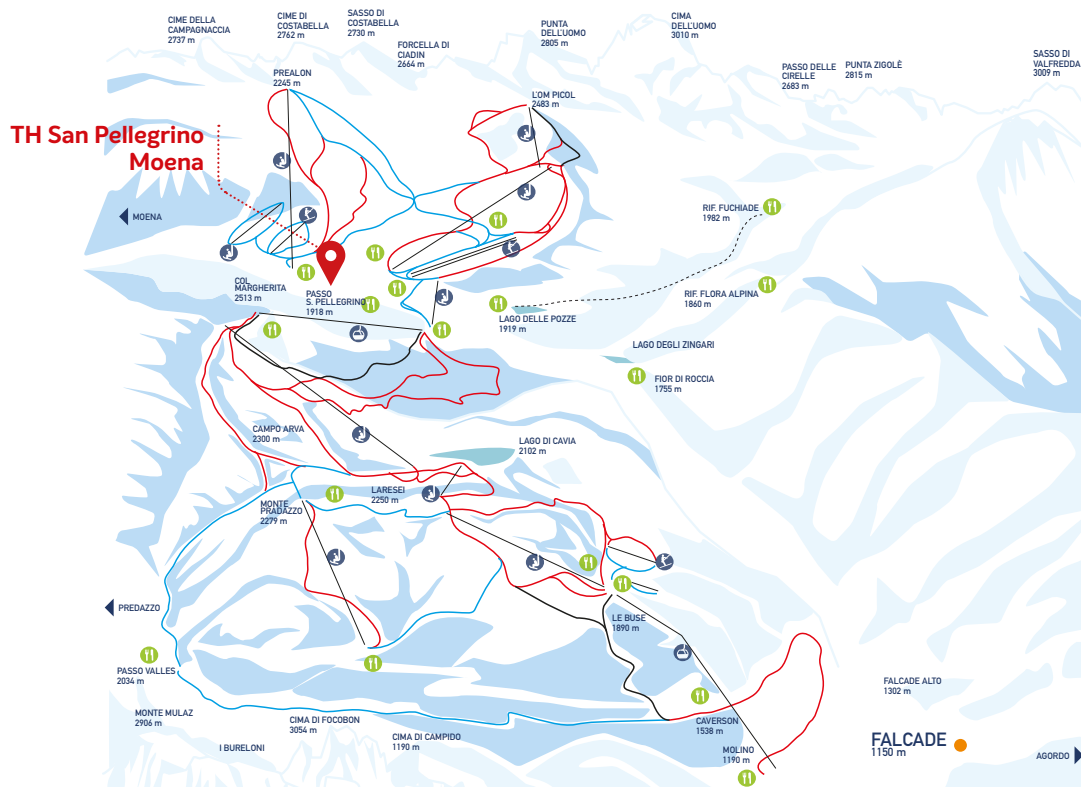 CIME DELLA
CAMPAGNACCIA
2737 m
CIME DI
COSTABELLA
2762 m
SASSO DI
COSTABELLA
2730 m
FORCELLA DI
CIADIN
2664 m
PUNTA
DELL'UOMO
2805 m
CIMA
DELL'UOMO
3010 m
PASSO DELLE
CIRELLE
2683 m
PUNTA ZIGOLÈ
2815 m
SASSO DI
VALFREDDA
3009 m
PREALON
2245 m
L'OM PICOL
2483 m
TH San Pellegrino
Moena
MOENA
RIF. FUCHIADE
1982 m
COL
MARGHERITA
2513 m
PASSO
S. PELLEGRINO
1918 m
RIF. FLORA ALPINA
1860 m
LAGO DELLE POZZE
1919 m
LAGO DEGLI ZINGARI
FIOR DI ROCCIA
1755 m
CAMPO ARVA
2300 m
LAGO DI CAVIA
2102 m
LARESEI
2250 m
MONTE
PRADAZZO
2279 m
PREDAZZO
LE BUSE
1890 m
PASSO VALLES
2034 m
FALCADE ALTO
1302 m
MONTE MULAZ
2906 m
CIMA DI FOCOBON
3054 m
CAVERSON
1538 m
I BURELONI
CIMA DI CAMPIDO
1190 m
MOLINO
1190 m
FALCADE
1150 m
AGORDO